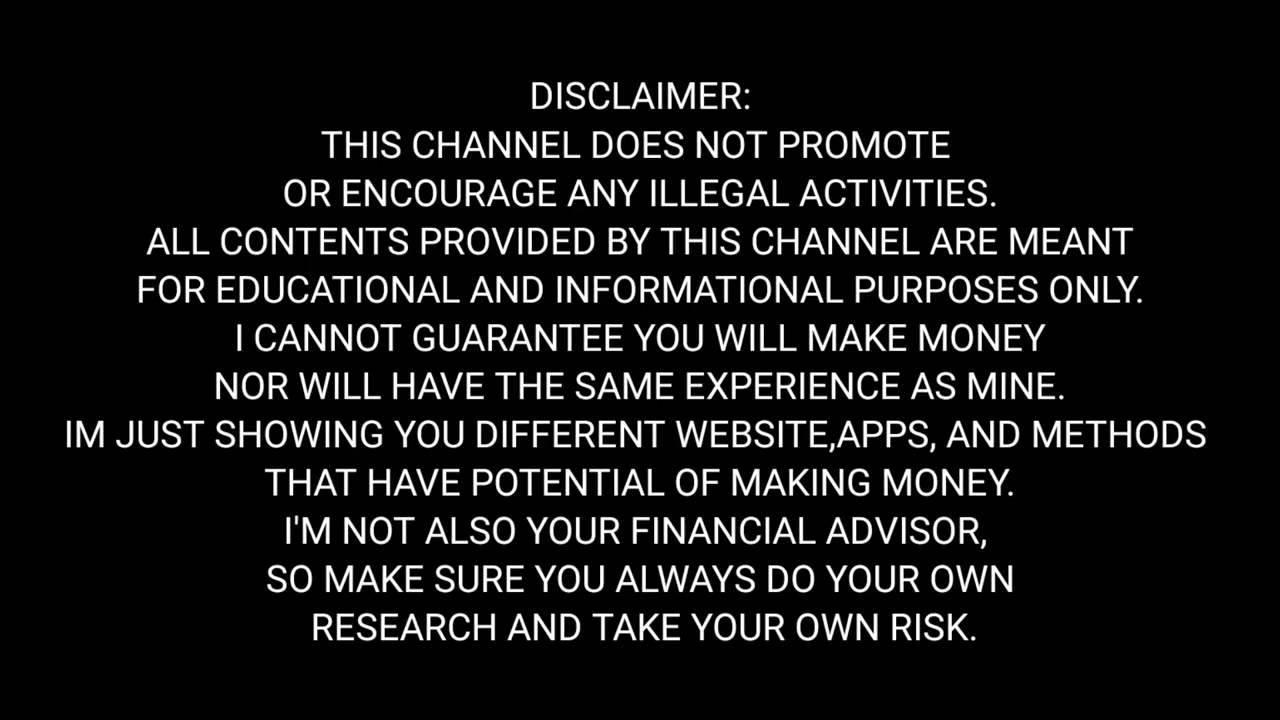 DISCLAIMER:
THIS CHANNEL DOES NOT PROMOTE
OR ENCOURAGE ANY ILLEGAL ACTIVITIES.
ALL CONTENTS PROVIDED BY THIS CHANNEL ARE MEANT
FOR EDUCATIONAL AND INFORMATIONAL PURPOSES ONLY.
I CANNOT GUARANTEE YOU WILL MAKE MONEY
NOR WILL HAVE THE SAME EXPERIENCE AS MINE.
IM JUST SHOWING YOU DIFFERENT WEBSITE,APPS, AND METHODS
THAT HAVE POTENTIAL OF MAKING MONEY.
I'M NOT ALSO YOUR FINANCIAL ADVISOR,
SO MAKE SURE YOU ALWAYS DO YOUR OWN
RESEARCH AND TAKE YOUR OWN RISK.